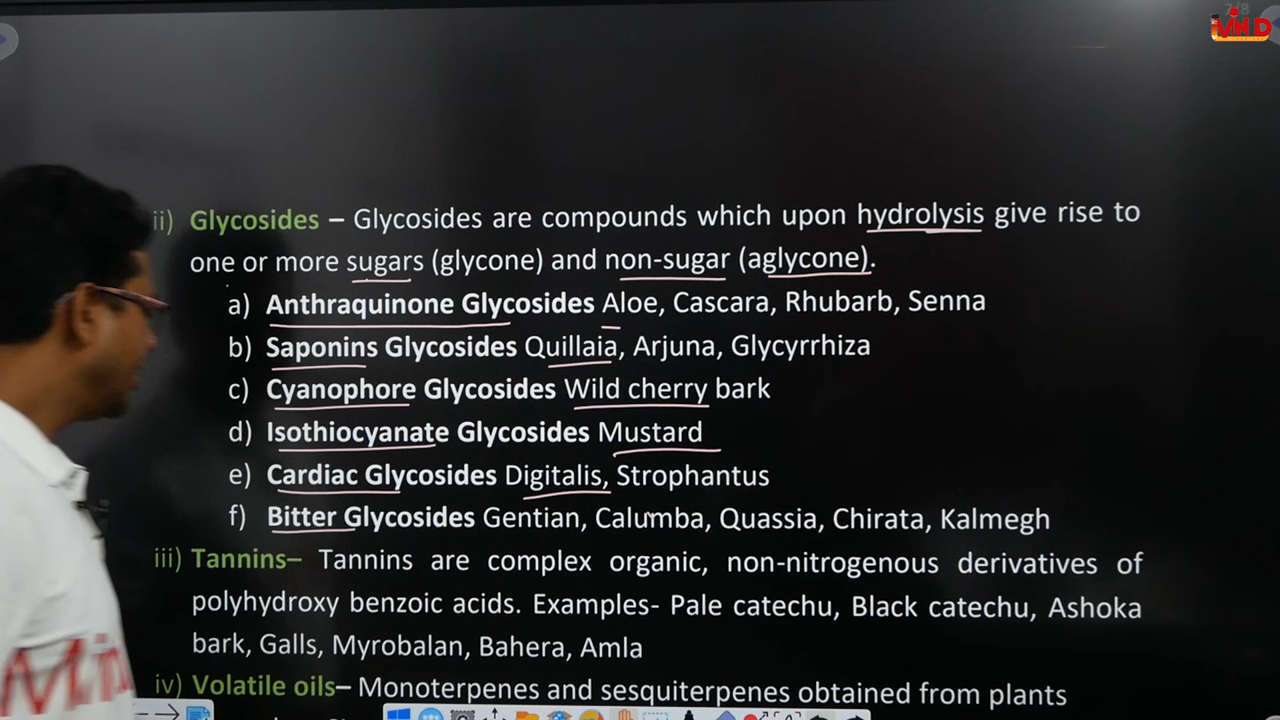 7/8
MIND
ii) Glycosides – Glycosides are compounds which upon hydrolysis give rise to
one or more sugars (glycone) and non-sugar (aglycone).
a) Anthraquinone Glycosides Aloe, Cascara, Rhubarb, Senna
b) Saponins Glycosides Quillaia, Arjuna, Glycyrrhiza
c) Cyanophore Glycosides Wild cherry bark
d) Isothiocyanate Glycosides Mustard
e) Cardiac Glycosides Digitalis, Strophantus
f) Bitter Glycosides Gentian, Calumba, Quassia, Chirata, Kalmegh
iii) Tannins– Tannins are complex organic, non-nitrogenous derivatives of
polyhydroxy benzoic acids. Examples- Pale catechu, Black catechu, Ashoka
bark, Galls, Myrobalan, Bahera, Amla
iv) Volatile oils– Monoterpenes and sesquiterpenes obtained from plants